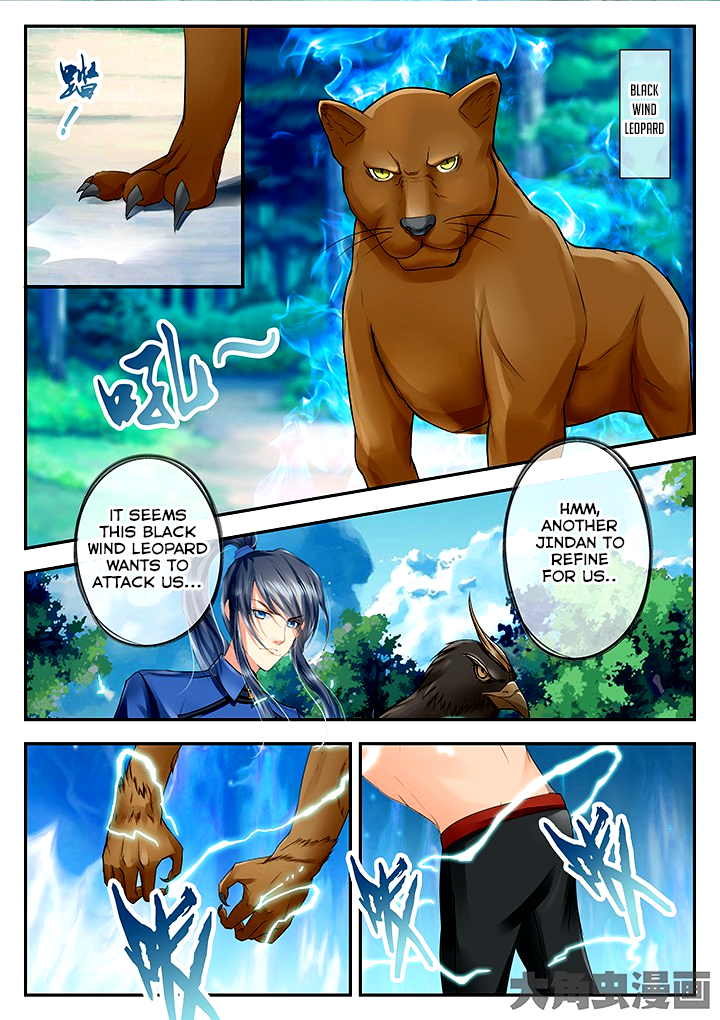 踏!
BLACK
WIND
LEOPARD
吼~
HMM,
ANOTHER
JINDAN TO
REFINE
FOR US..
IT SEEMS
THIS BLACK
WIND LEOPARD
WANTS TO
ATTACK US...
大角虫漫画